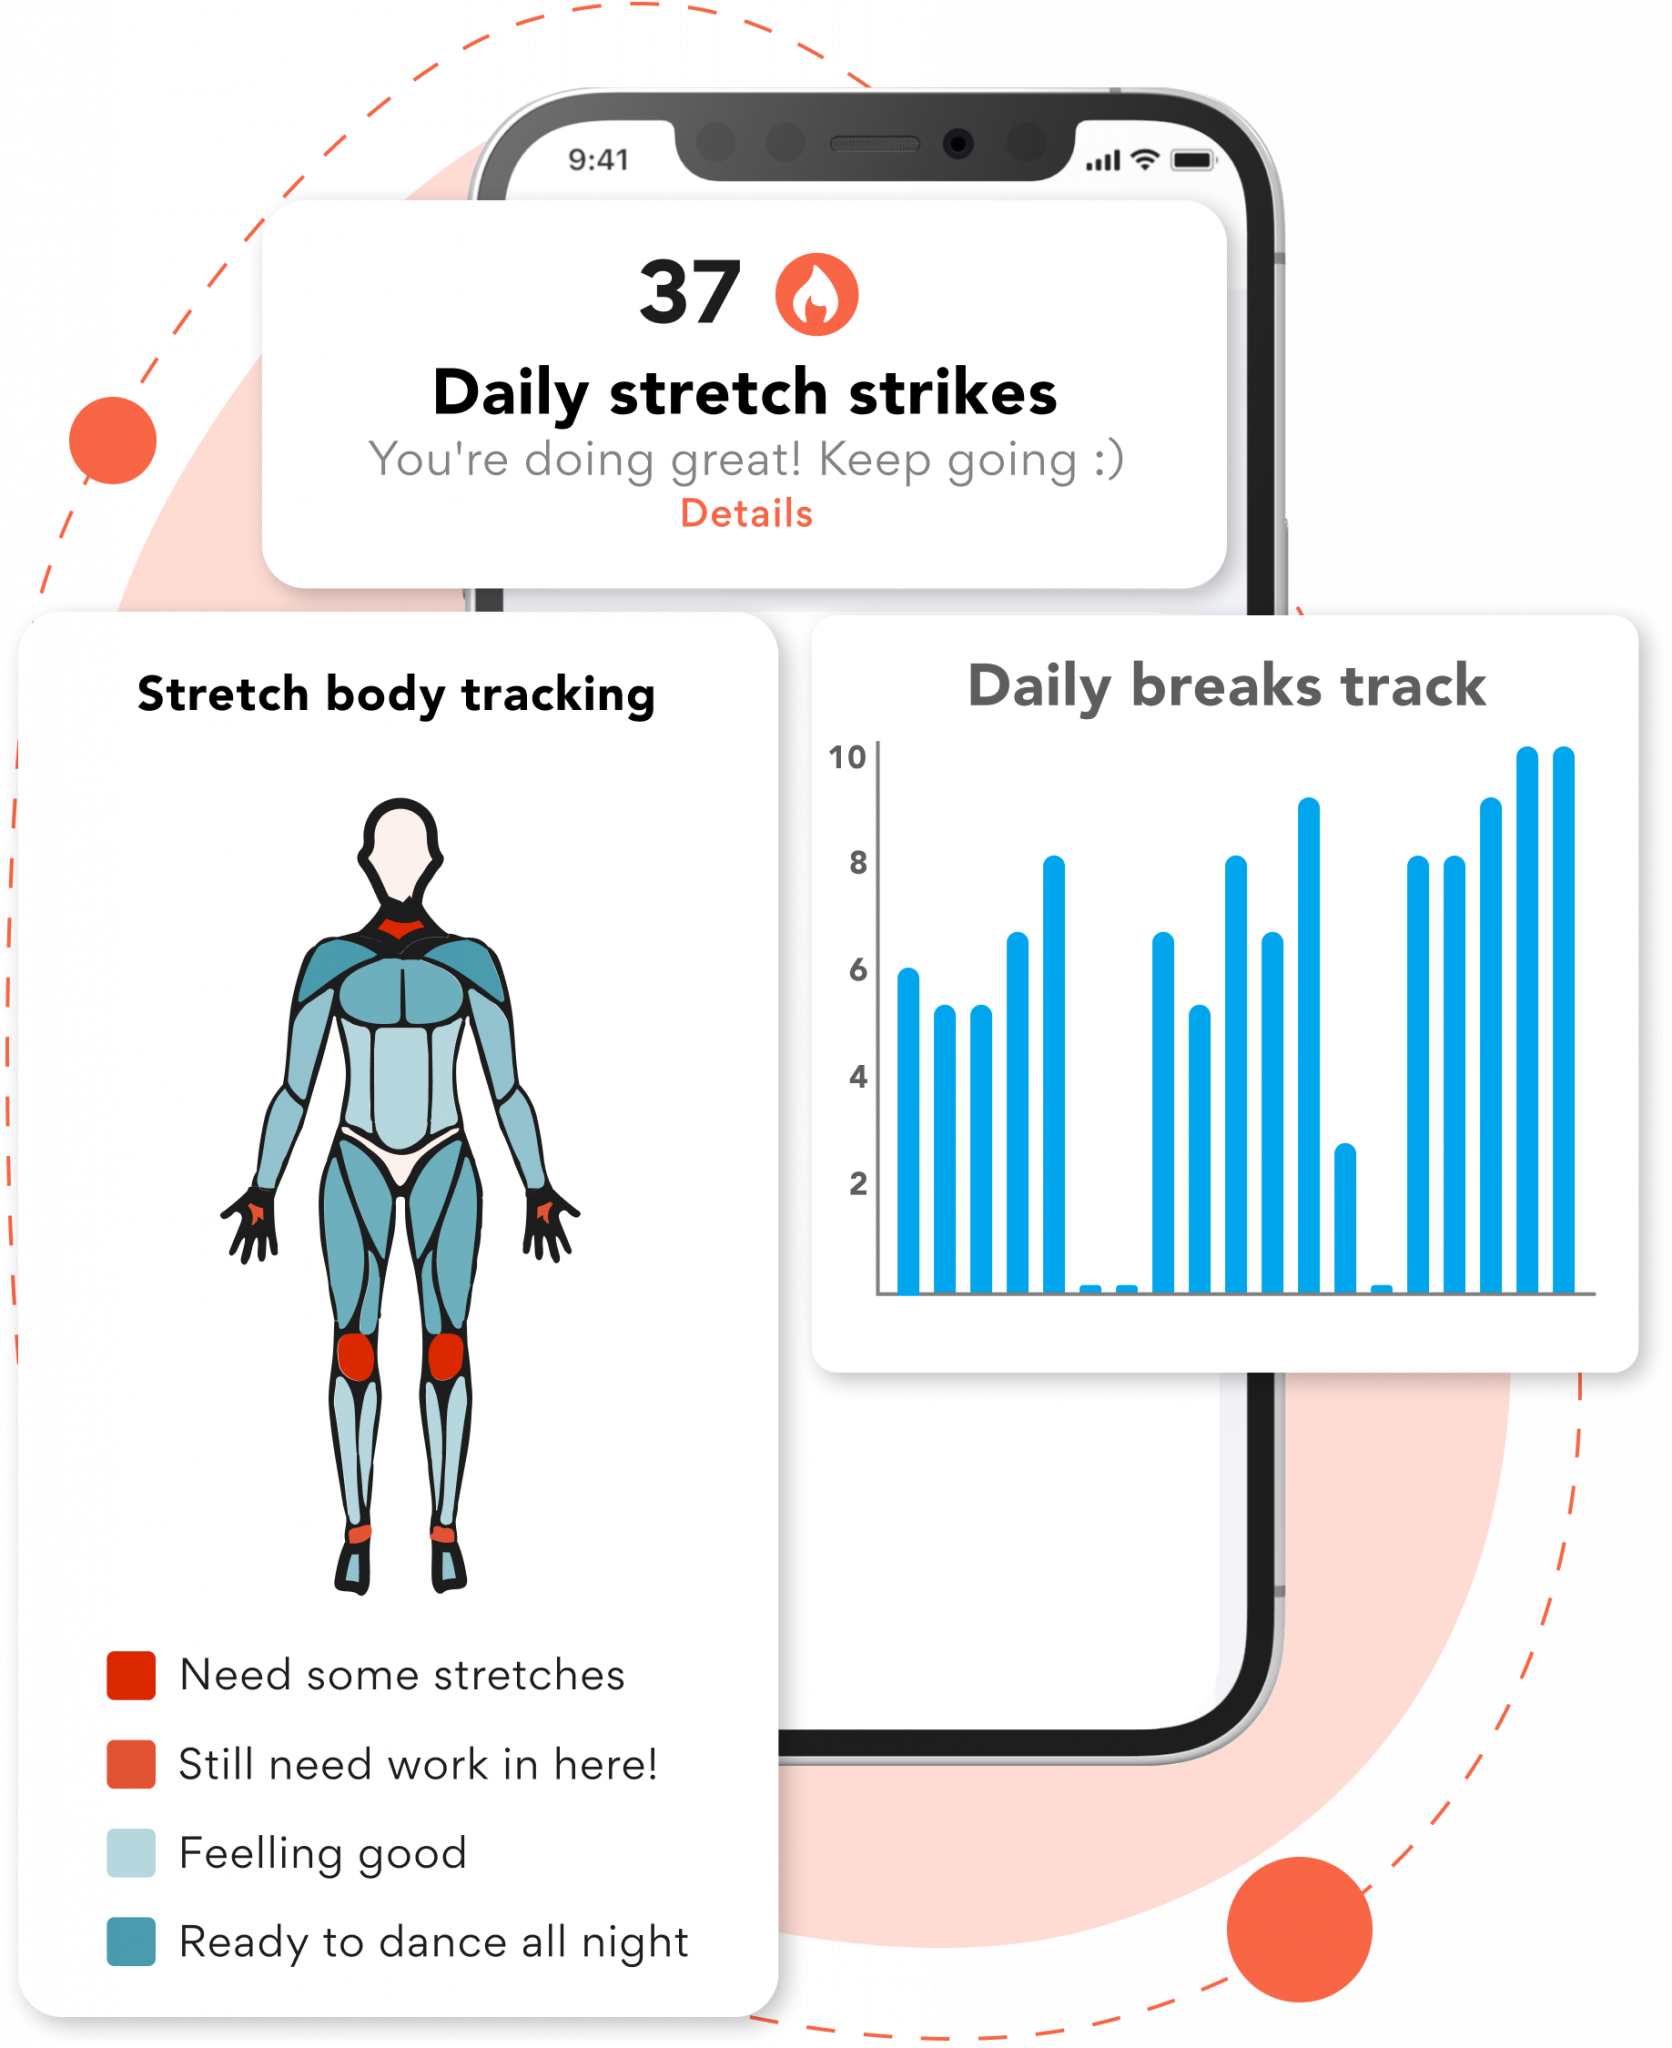 9:41
37
Daily stretch strikes
You're doing great! Keep going :)
Details
Stretch body tracking
Need some stretches
Still need work in here!
Feelling good
Ready to dance all night
Daily breaks track
10
8
6
4
2